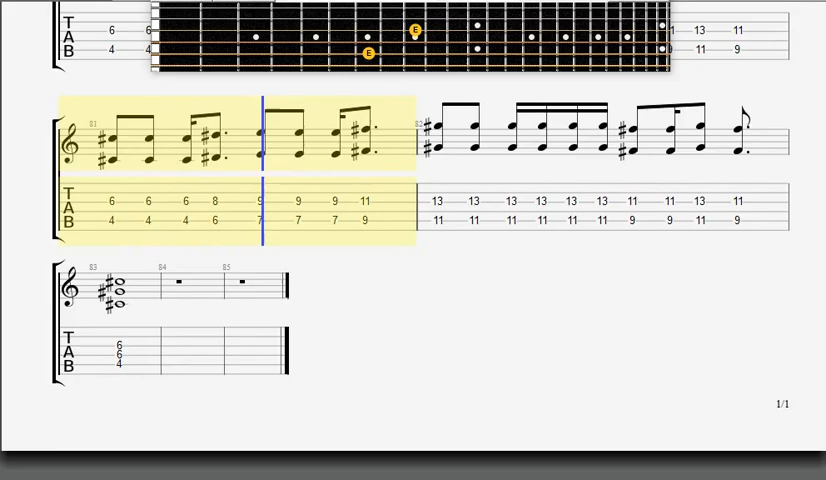 T 6 6 1 13 11
A E
B 4 4 E 11 9
81 82
T
A 6 6 6 8 9 9 9 11 13 13 13 13 13 13 11 11 13 11
B 4 4 4 6 7 7 7 9 11 11 11 11 11 11 9 9 11 9
83 84 85
T
6
A 6
B 4
1/1